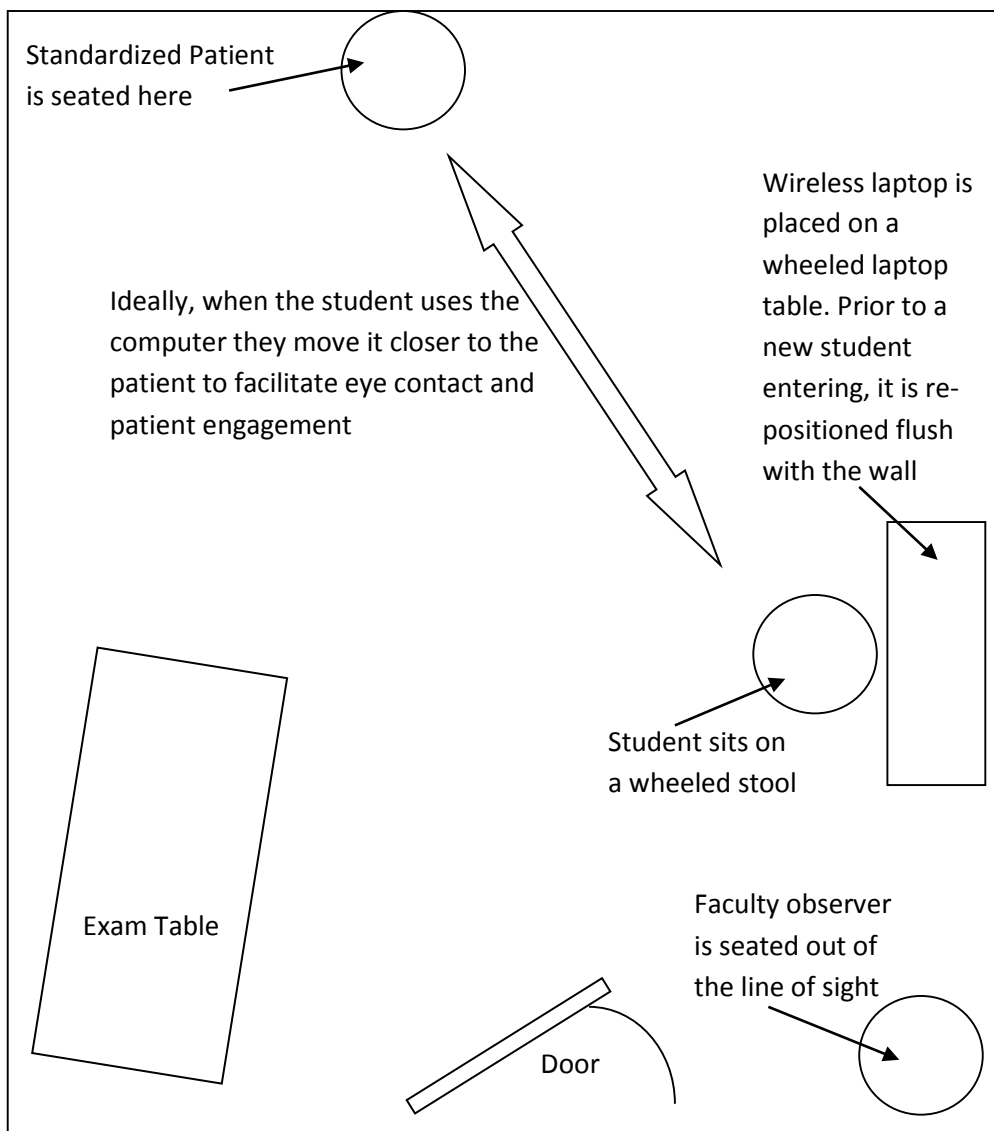 Standardized Patient
is seated here
Wireless laptop is
placed on a
wheeled laptop
table. Prior to a
new student
entering, it is re-
positioned flush
with the wall
Ideally, when the student uses the
computer they move it closer to the
patient to facilitate eye contact and
patient engagement
Student sits on
a wheeled stool
Exam Table
Faculty observer
is seated out of
the line of sight
Door